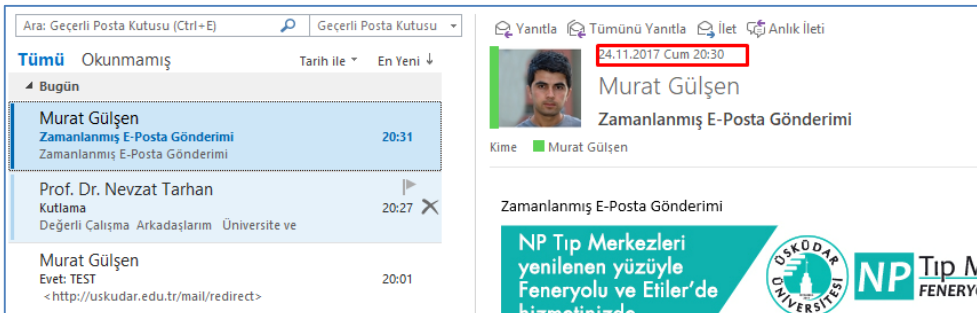 Ara: Geçerli Posta Kutusu (Ctrl+E)
Geçerli Posta Kutusu
Tümü Okunmamış
Tarih ile En Yeni ↓
Bugün
Murat Gülşen
Zamanlanmış E-Posta Gönderimi 20:31
Zamanlanmış E-Posta Gönderimi
Prof. Dr. Nevzat Tarhan
Kutlama 20:27
Değerli Çalışma Arkadaşlarım Üniversite ve
Murat Gülşen
Evet: TEST 20:01
<http://uskudar.edu.tr/mail/redirect>
Yanıtla Tümünü Yanıtla İlet Anlık İleti
24.11.2017 Cum 20:30
Murat Gülşen
Zamanlanmış E-Posta Gönderimi
Kime Murat Gülşen
Zamanlanmış E-Posta Gönderimi
NP Tıp Merkezleri
yenilenen yüzüyle
Feneryolu ve Etiler'de
hizmetinizde
ÜSKÜDAR ÜNİVERSİTESİ
NP Tıp